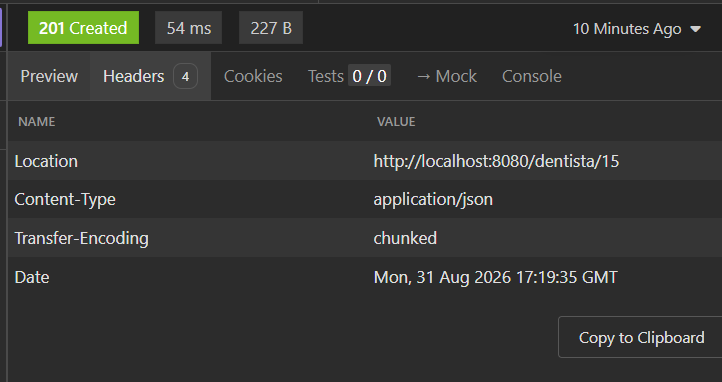 201 Created 54 ms 227 B 10 Minutes Ago
Preview Headers 4 Cookies Tests 0 / 0 → Mock Console
NAME VALUE
Location http://localhost:8080/dentista/15
Content-Type application/json
Transfer-Encoding chunked
Date Mon, 31 Aug 2026 17:19:35 GMT
Copy to Clipboard